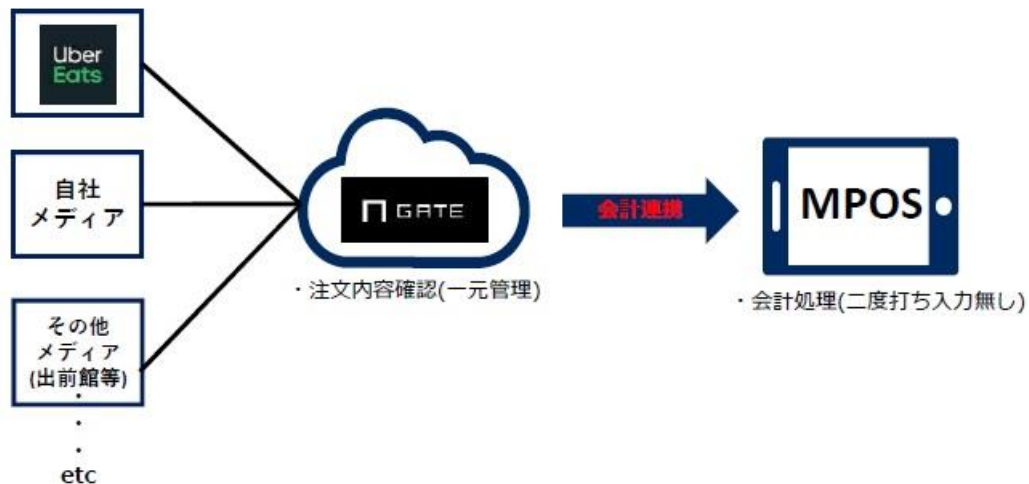 Uber
Eats
自社
メディア
その他
メディア
(出前館等)
・
・
・
etc
GATE
・注文内容確認(一元管理)
会計連携
MPOS
・会計処理(二度打ち入力無し)